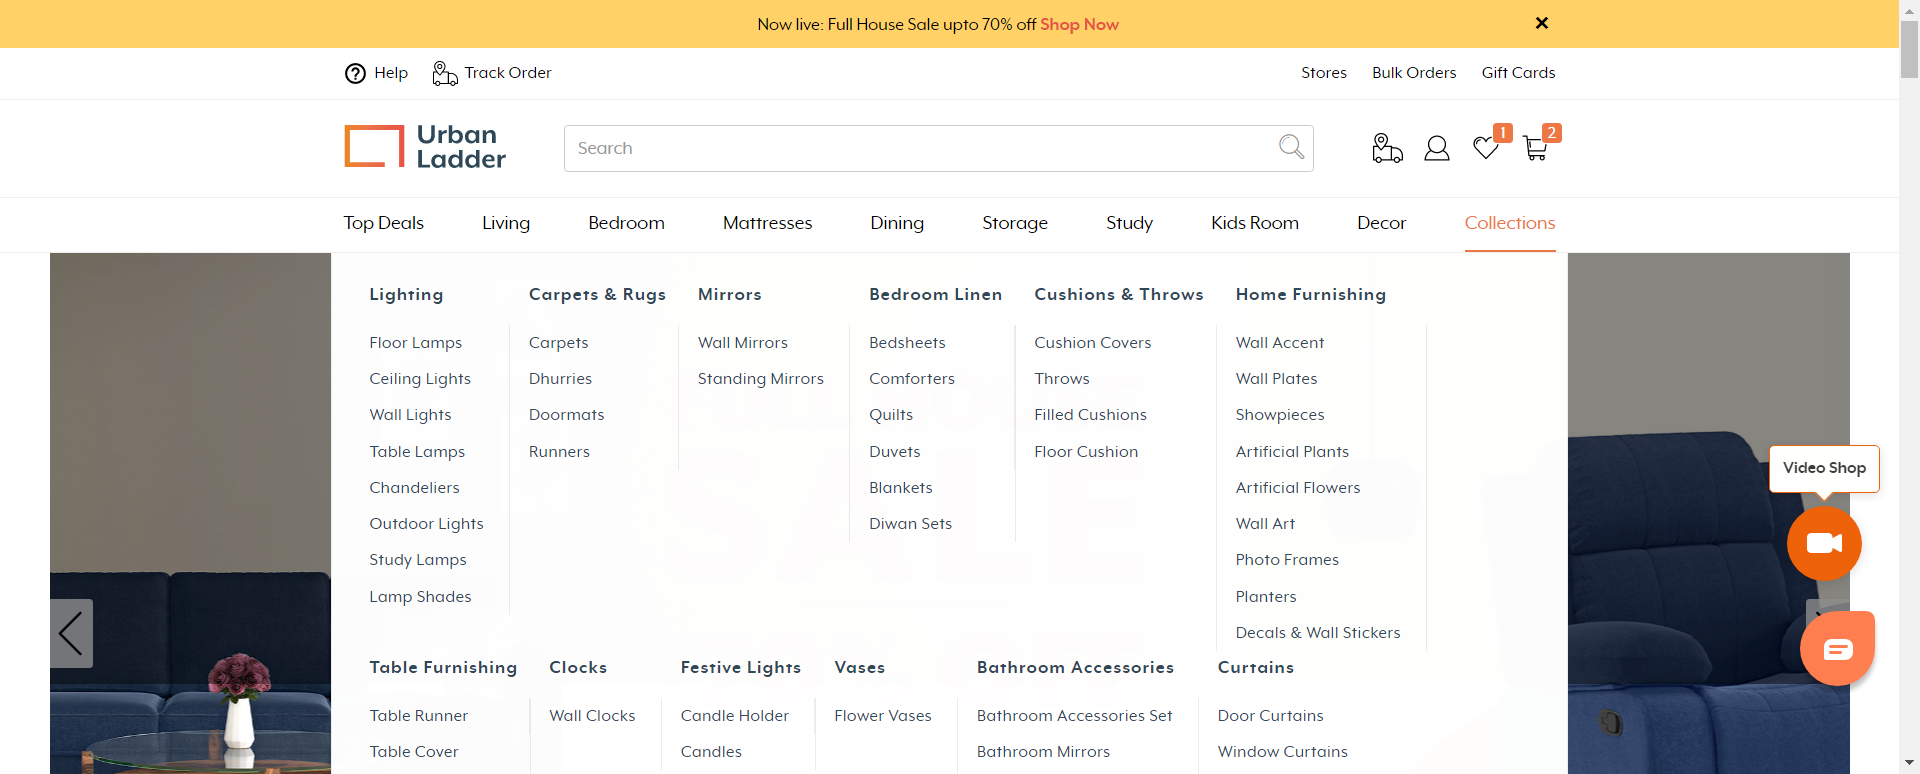 Now live: Full House Sale upto 70% off Shop Now
Help
Track Order
Stores
Bulk Orders
Gift Cards
Urban
Ladder
Search
1
2
Top Deals
Living
Bedroom
Mattresses
Dining
Storage
Study
Kids Room
Decor
Collections
Lighting
Floor Lamps
Ceiling Lights
Wall Lights
Table Lamps
Chandeliers
Outdoor Lights
Study Lamps
Lamp Shades
Carpets & Rugs
Carpets
Dhurries
Doormats
Runners
Mirrors
Wall Mirrors
Standing Mirrors
Bedroom Linen
Bedsheets
Comforters
Quilts
Duvets
Blankets
Diwan Sets
Cushions & Throws
Cushion Covers
Throws
Filled Cushions
Floor Cushion
Home Furnishing
Wall Accent
Wall Plates
Showpieces
Artificial Plants
Artificial Flowers
Wall Art
Photo Frames
Planters
Decals & Wall Stickers
Video Shop
Table Furnishing
Table Runner
Table Cover
Clocks
Wall Clocks
Festive Lights
Candle Holder
Candles
Vases
Flower Vases
Bathroom Accessories
Bathroom Accessories Set
Bathroom Mirrors
Curtains
Door Curtains
Window Curtains